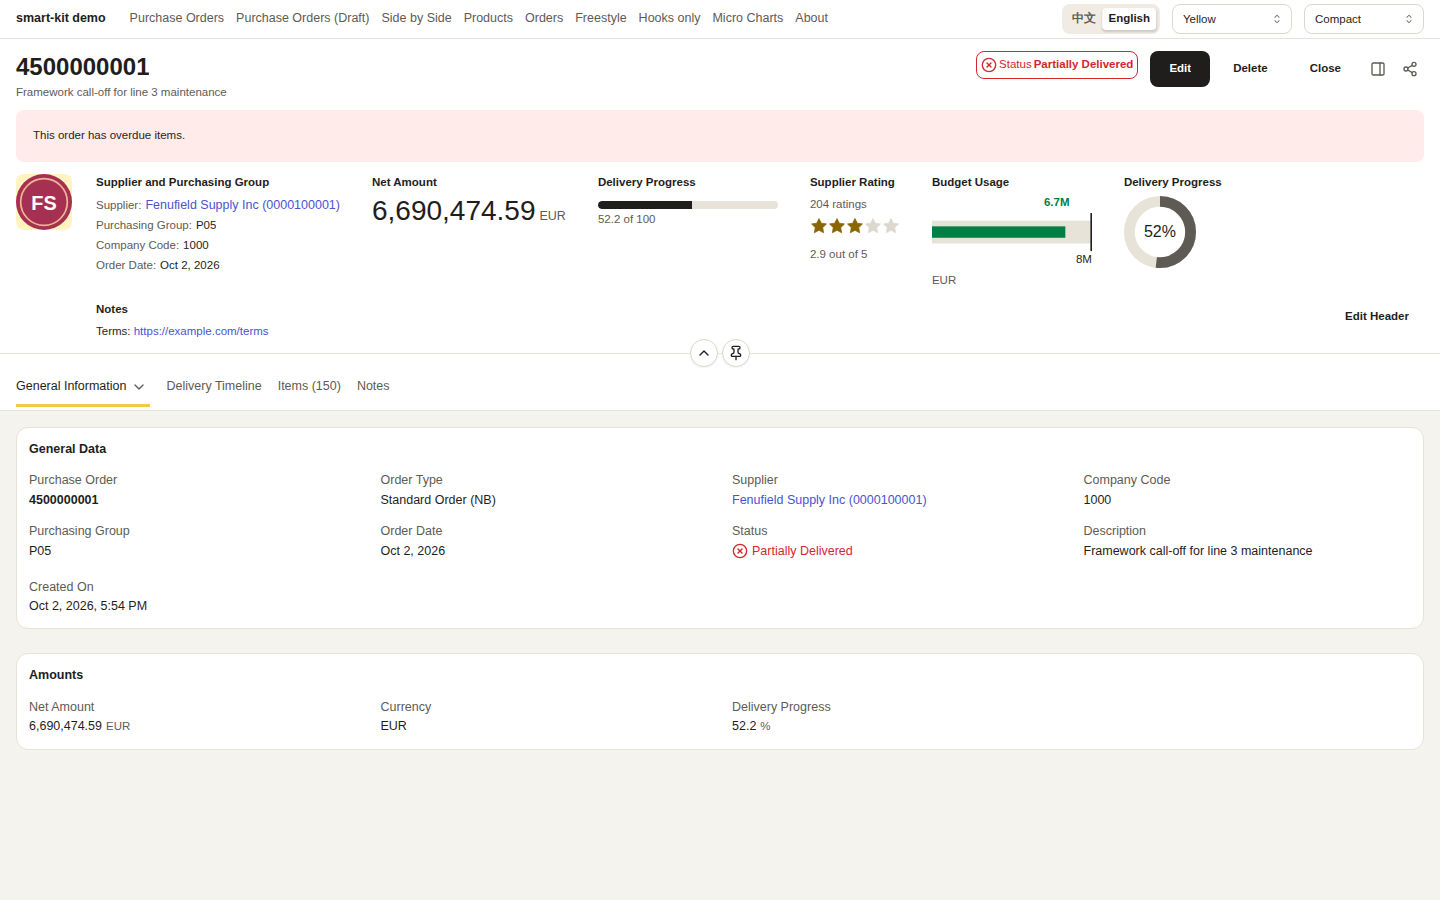 smart-kit demo Purchase Orders Purchase Orders (Draft) Side by Side Products Orders Freestyle Hooks only Micro Charts About 中文 English Yellow Compact
4500000001 Status Partially Delivered Edit Delete Close
Framework call-off for line 3 maintenance
This order has overdue items.
FS
Supplier and Purchasing Group
Supplier: Fenufield Supply Inc (0000100001)
Purchasing Group: P05
Company Code: 1000
Order Date: Oct 2, 2026
Net Amount
6,690,474.59 EUR
Delivery Progress
52.2 of 100
Supplier Rating
204 ratings
2.9 out of 5
Budget Usage
6.7M
8M
EUR
Delivery Progress
52%
Notes
Terms: https://example.com/terms
Edit Header
General Information Delivery Timeline Items (150) Notes
General Data
Purchase Order Order Type Supplier Company Code
4500000001 Standard Order (NB) Fenufield Supply Inc (0000100001) 1000
Purchasing Group Order Date Status Description
P05 Oct 2, 2026 Partially Delivered Framework call-off for line 3 maintenance
Created On
Oct 2, 2026, 5:54 PM
Amounts
Net Amount Currency Delivery Progress
6,690,474.59 EUR EUR 52.2 %